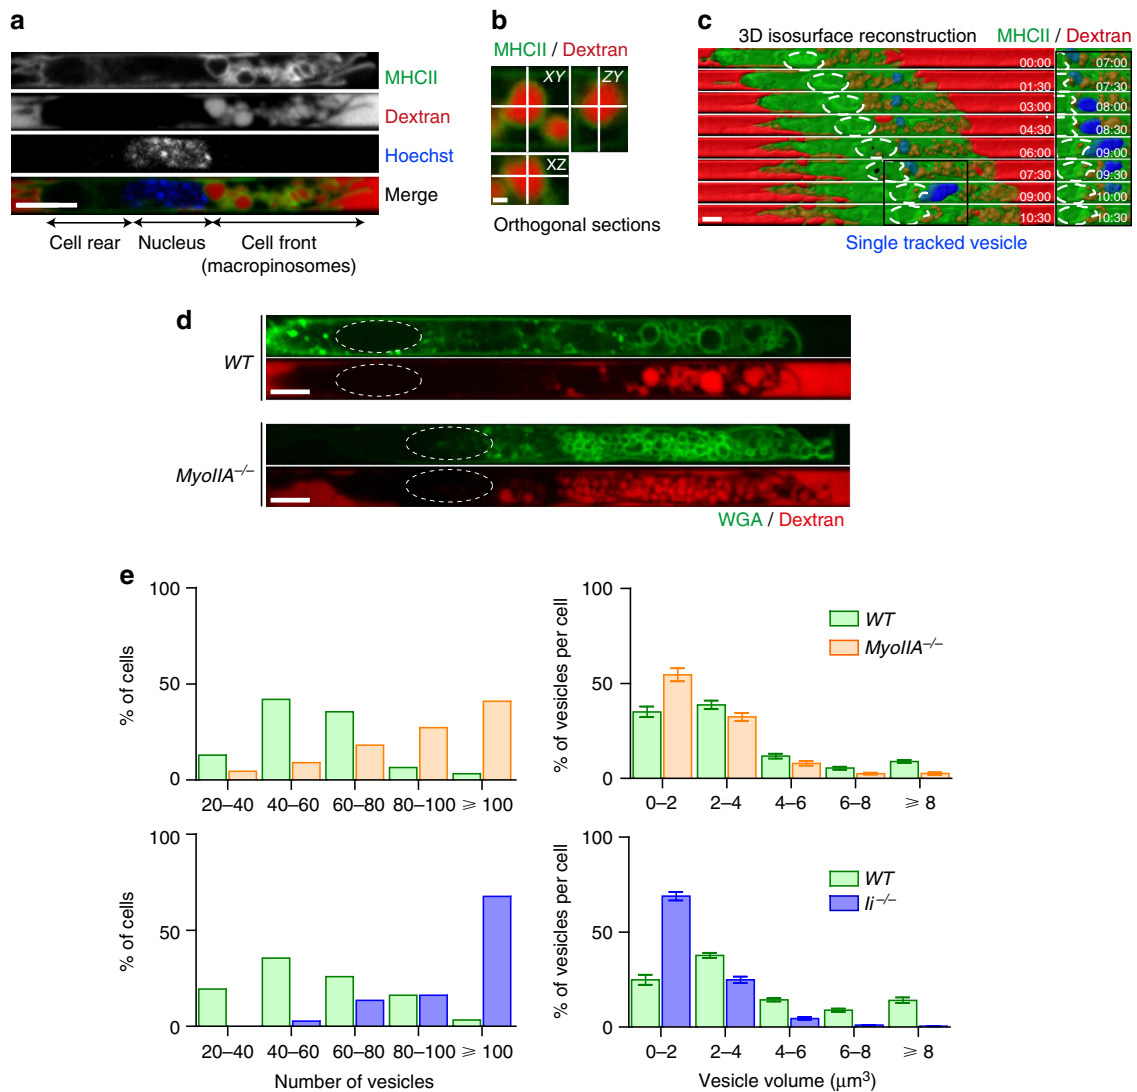 a
MHCII
Dextran
Hoechst
Merge
Cell rear
Nucleus
Cell front
(macropinosomes)
b
MHCII / Dextran
XY
ZY
XZ
Orthogonal sections
c
3D isosurface reconstruction
MHCII / Dextran
00:00
01:30
03:00
04:30
06:00
07:30
09:00
10:30
07:00
07:30
08:00
08:30
09:00
09:30
10:00
10:30
Single tracked vesicle
d
WT
MyoIIA−/−
WGA / Dextran
e
100
50
0
% of cells
20–40
40–60
60–80
80–100
⩾ 100
100
50
0
% of vesicles per cell
WT
MyoIIA−/−
0–2
2–4
4–6
6–8
⩾ 8
100
50
0
% of cells
20–40
40–60
60–80
80–100
⩾ 100
Number of vesicles
100
50
0
% of vesicles per cell
WT
Ii−/−
0–2
2–4
4–6
6–8
⩾ 8
Vesicle volume (μm³)